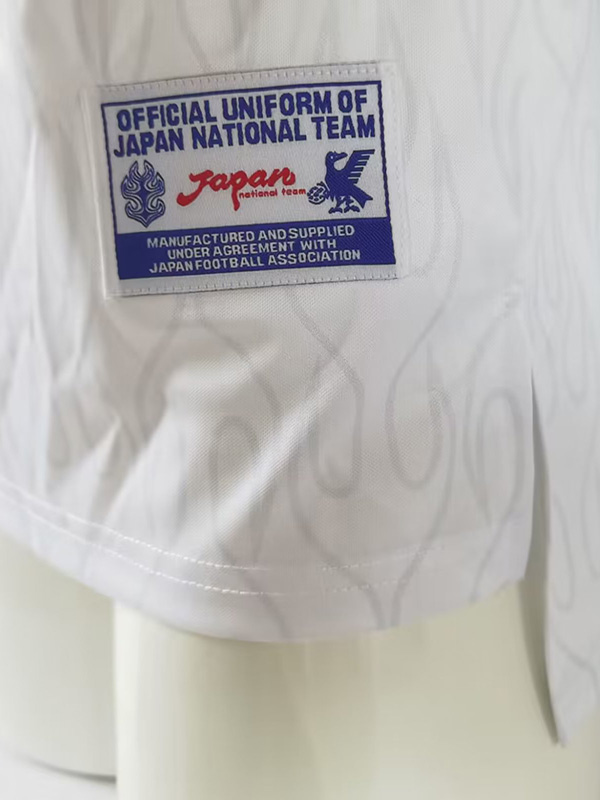 OFFICIAL UNIFORM OF
JAPAN NATIONAL TEAM
Japan
national team
MANUFACTURED AND SUPPLIED
UNDER AGREEMENT WITH
JAPAN FOOTBALL ASSOCIATION